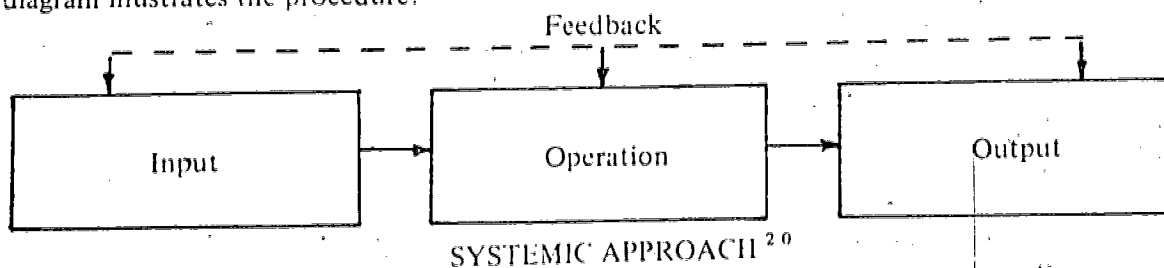 diagram illustrates the procedure.
Feedback
Input Operation Output
SYSTEMIC APPROACH 20